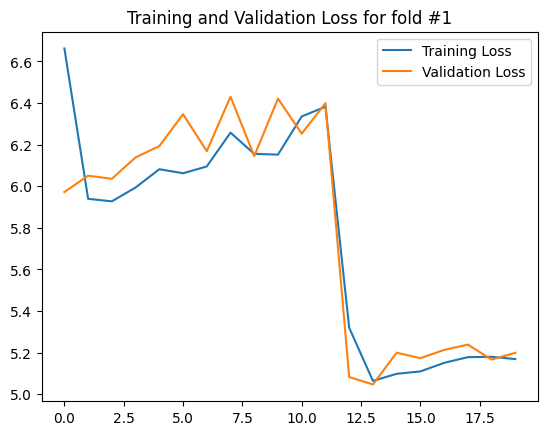 Training and Validation Loss for fold #1
Training Loss
Validation Loss
6.6
6.4
6.2
6.0
5.8
5.6
5.4
5.2
5.0
0.0 2.5 5.0 7.5 10.0 12.5 15.0 17.5